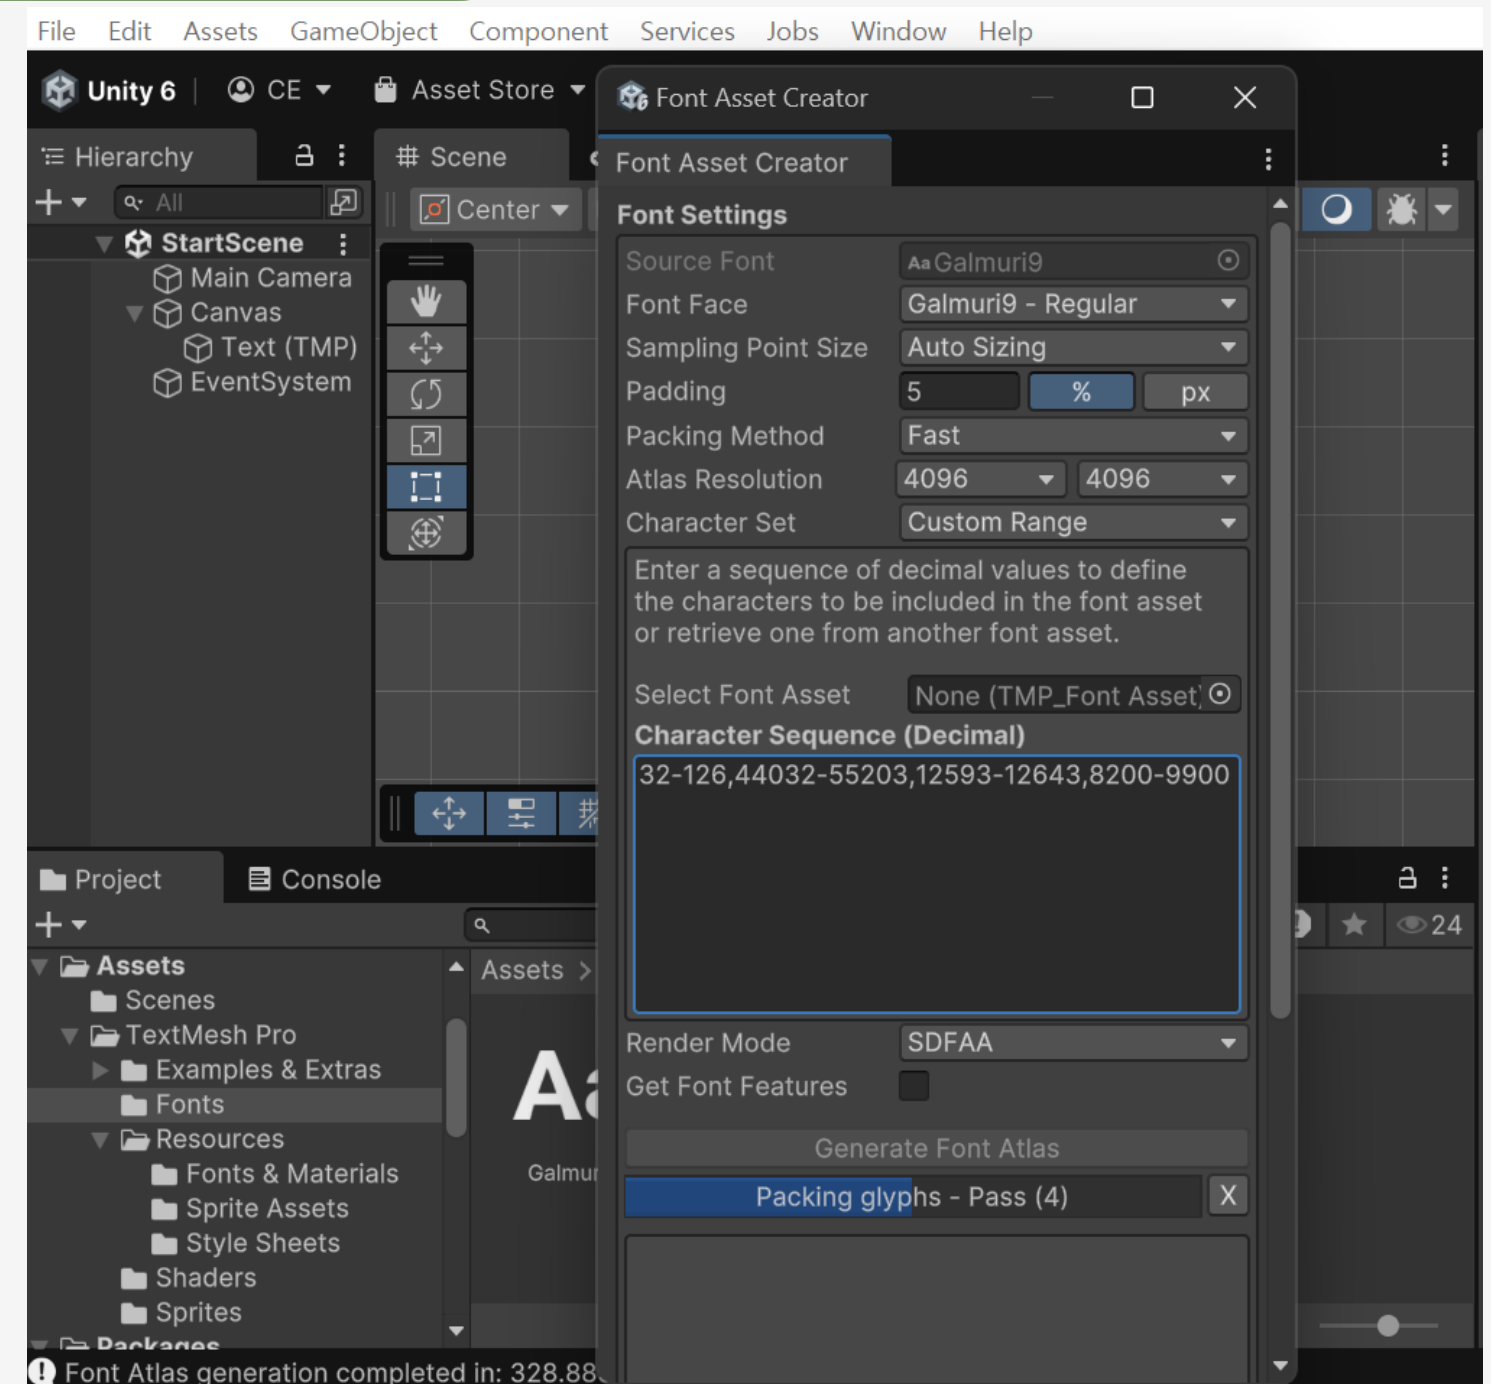 File Edit Assets GameObject Component Services Jobs Window Help
Unity 6 CE Asset Store
Font Asset Creator
Hierarchy
Scene
Font Asset Creator
All
Center
Font Settings
StartScene
Main Camera
Canvas
Text (TMP)
EventSystem
Source Font Aa Galmuri9
Font Face Galmuri9 - Regular
Sampling Point Size Auto Sizing
Padding 5 % px
Packing Method Fast
Atlas Resolution 4096 4096
Character Set Custom Range
Enter a sequence of decimal values to define
the characters to be included in the font asset
or retrieve one from another font asset.
Select Font Asset None (TMP_Font Asset)
Character Sequence (Decimal)
32-126,44032-55203,12593-12643,8200-9900
Render Mode SDFAA
Get Font Features
Generate Font Atlas
Packing glyphs - Pass (4) X
Project Console
24
Assets
Scenes
TextMesh Pro
Examples & Extras
Fonts
Resources
Fonts & Materials
Sprite Assets
Style Sheets
Shaders
Sprites
Packages
Assets >
Aa
Galmur
Font Atlas generation completed in: 328.88